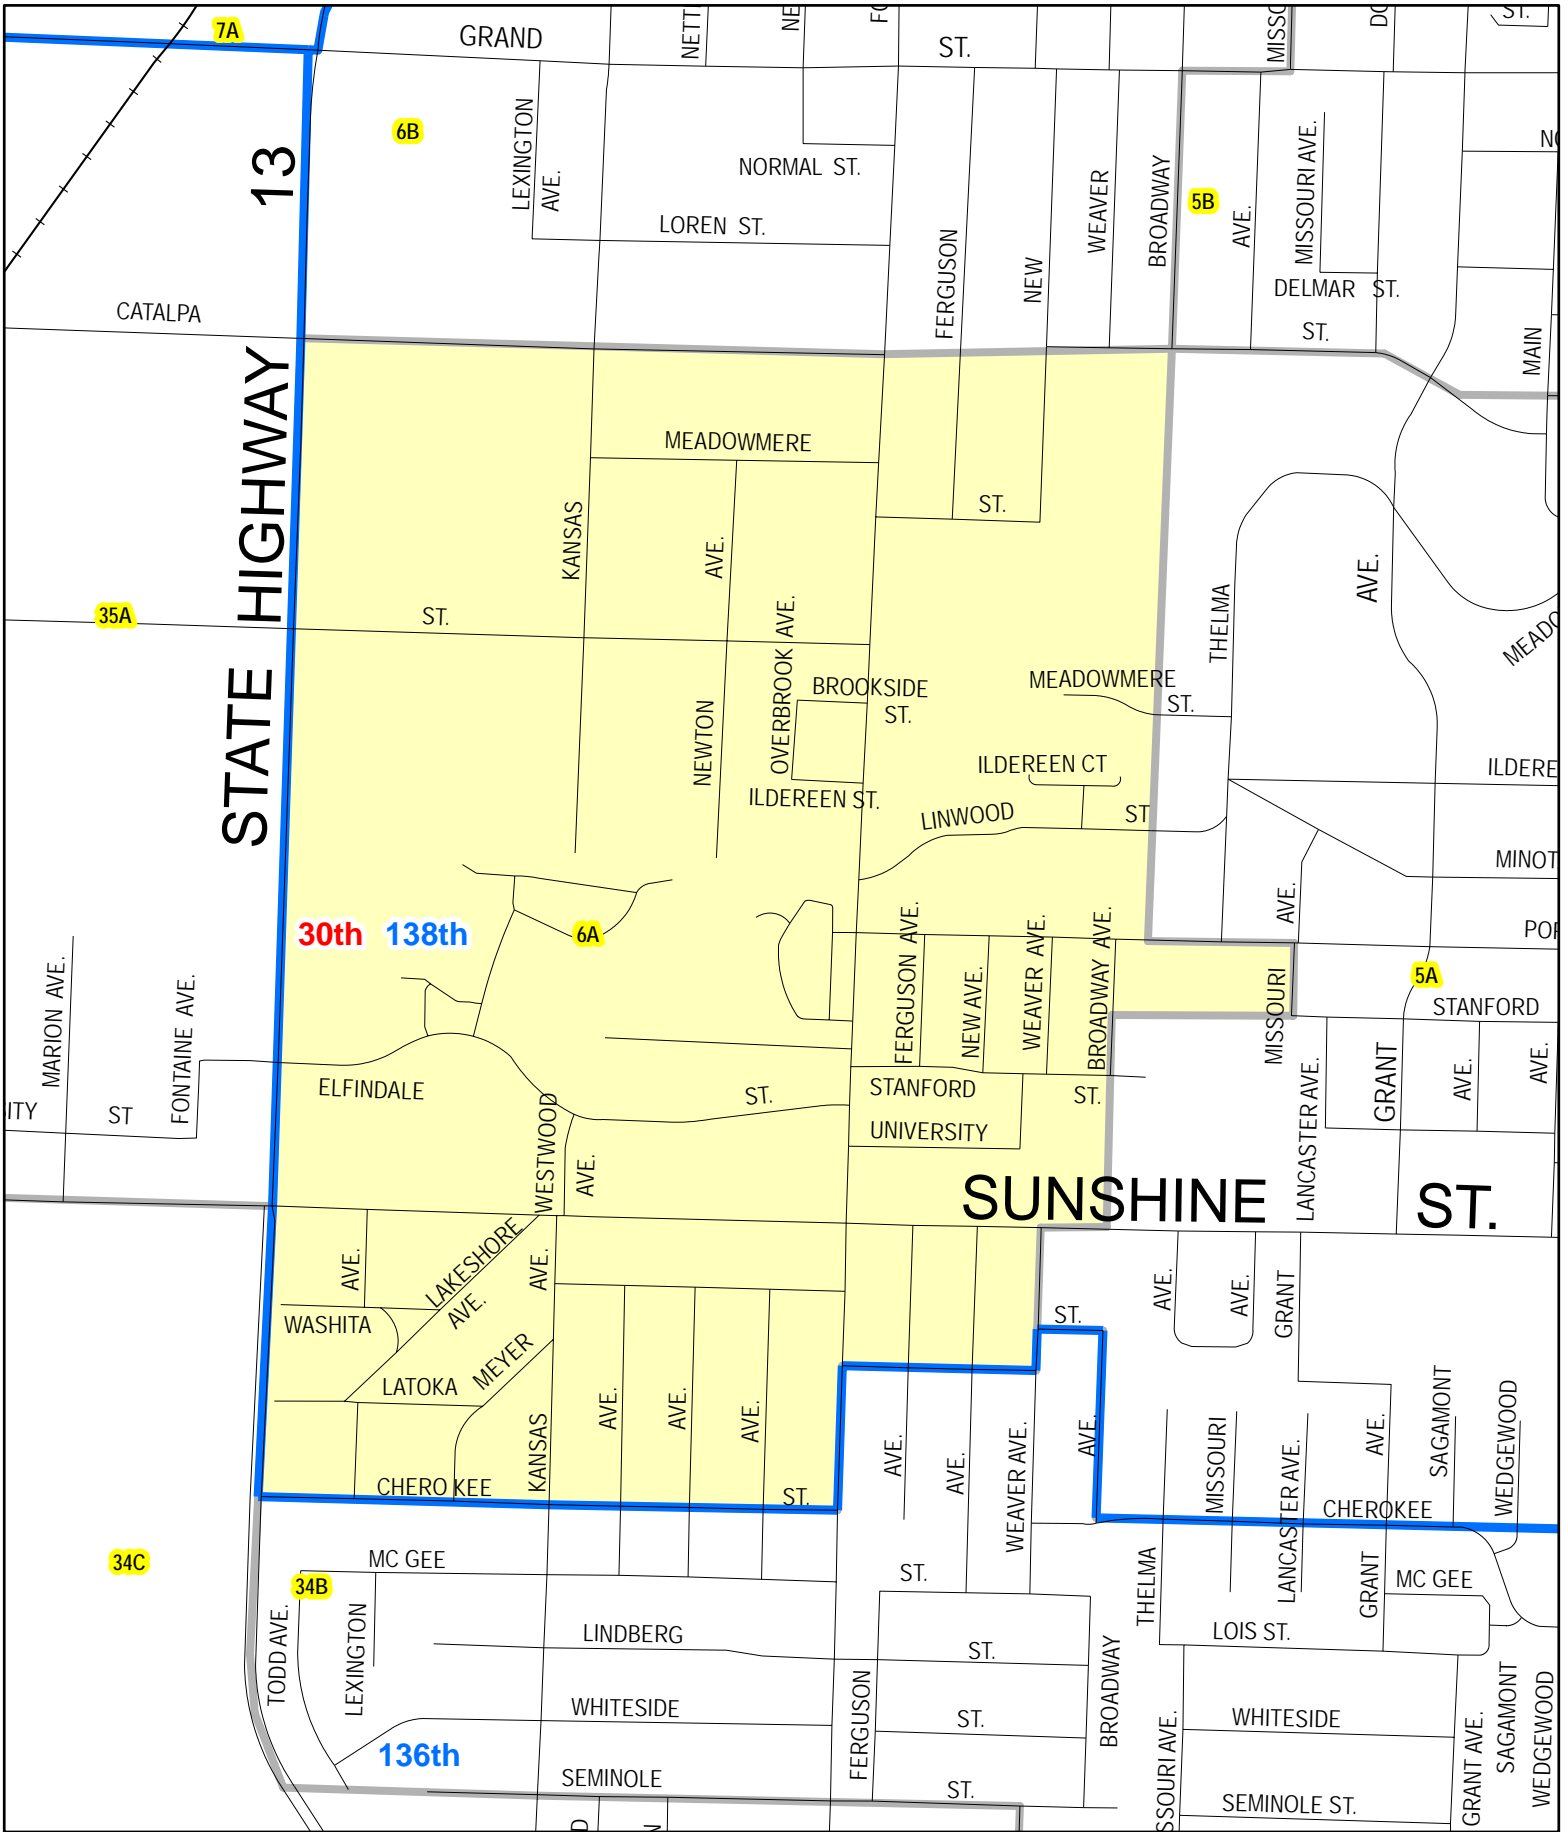 7A
GRAND
ST.
ST.
6B
13
LEXINGTON
AVE.
NORMAL ST.
LOREN ST.
FERGUSON
NEW
WEAVER
BROADWAY
5B
AVE.
MISSOURI AVE.
DELMAR ST.
ST.
MAIN
CATALPA
STATE HIGHWAY
MEADOWMERE
ST.
KANSAS
AVE.
35A
ST.
NEWTON
OVERBROOK AVE.
BROOKSIDE
ST.
ILDEREEN ST.
MEADOWMERE
ST.
ILDEREEN CT
LINWOOD
ST
THELMA
AVE.
30th 138th
6A
FERGUSON AVE.
NEW AVE.
WEAVER AVE.
BROADWAY AVE.
AVE.
MISSOURI
5A
STANFORD
MARION AVE.
FONTAINE AVE.
ST
ELFINDALE
ST.
WESTWOOD
AVE.
STANFORD
ST.
UNIVERSITY
LANCASTER AVE.
GRANT
AVE.
AVE.
SUNSHINE ST.
AVE.
LAKESHORE
AVE.
AVE.
WASHITA
MEYER
LATOKA
KANSAS
AVE.
AVE.
AVE.
CHEROKEE
ST.
ST.
AVE.
AVE.
GRANT
AVE.
AVE.
WEAVER AVE.
AVE.
MISSOURI
LANCASTER AVE.
AVE.
SAGAMONT
WEDGEWOOD
CHEROKEE
34C
34B
MC GEE
ST.
THELMA
GRANT
MC GEE
TODD AVE.
LEXINGTON
LINDBERG
ST.
LOIS ST.
WHITESIDE
ST.
FERGUSON
BROADWAY
WHITESIDE
GRANT AVE.
SAGAMONT
WEDGEWOOD
136th
SEMINOLE
ST.
SEMINOLE ST.